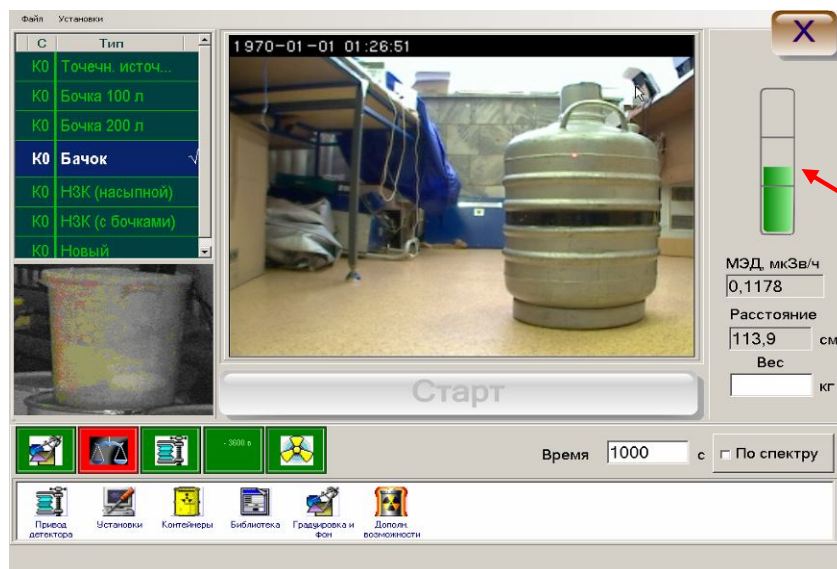 Файл Установки
С Тип
К0 Точечн. источ...
К0 Бочка 100 л
К0 Бочка 200 л
К0 Бачок √
К0 НЗК (насыпной)
К0 НЗК (с бочками)
К0 Новый
1970-01-01 01:26:51
X
МЭД, мкЗв/ч
0,1178
Расстояние
113,9 см
Вес
кг
Старт
- 3600 в
Время 1000 с По спектру
Привод детектора
Установки
Контейнеры
Библиотека
Градуировка и фон
Дополн. возможности